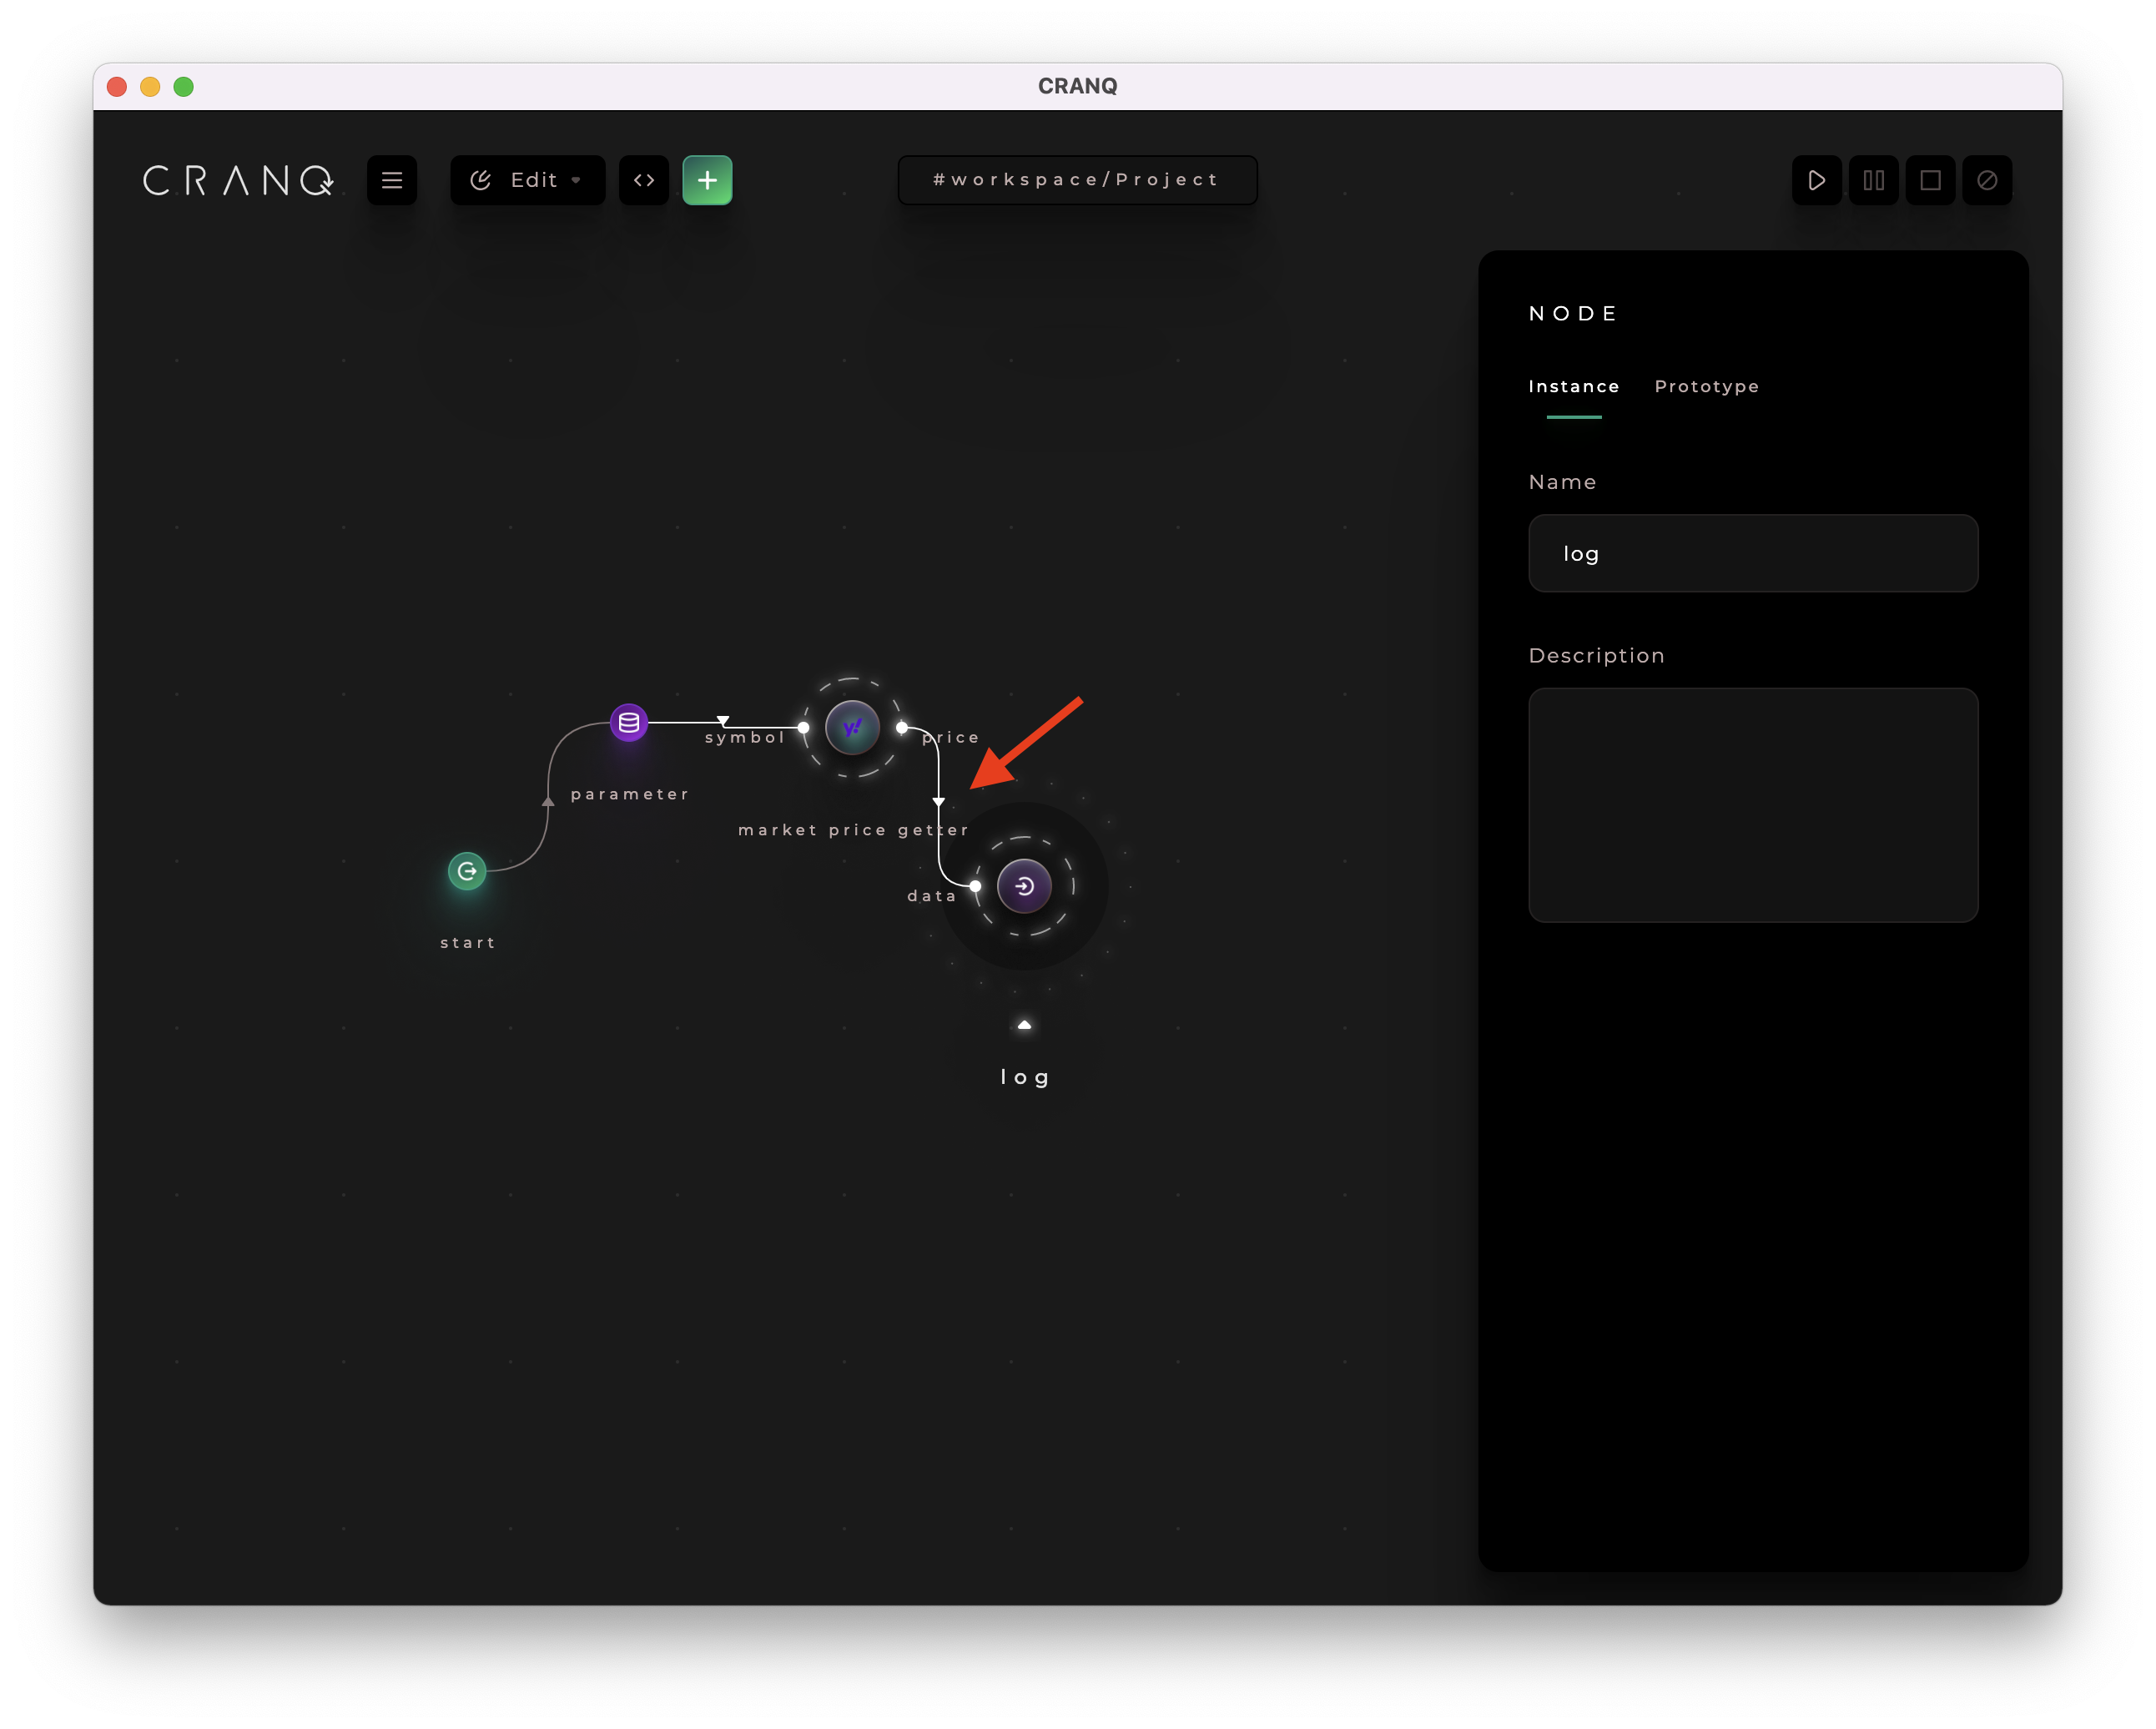 CRANQ
CRANQ
Edit
#workspace/Project
NODE
Instance Prototype
Name
log
Description
symbol
y!
price
parameter
market price getter
data
start
log